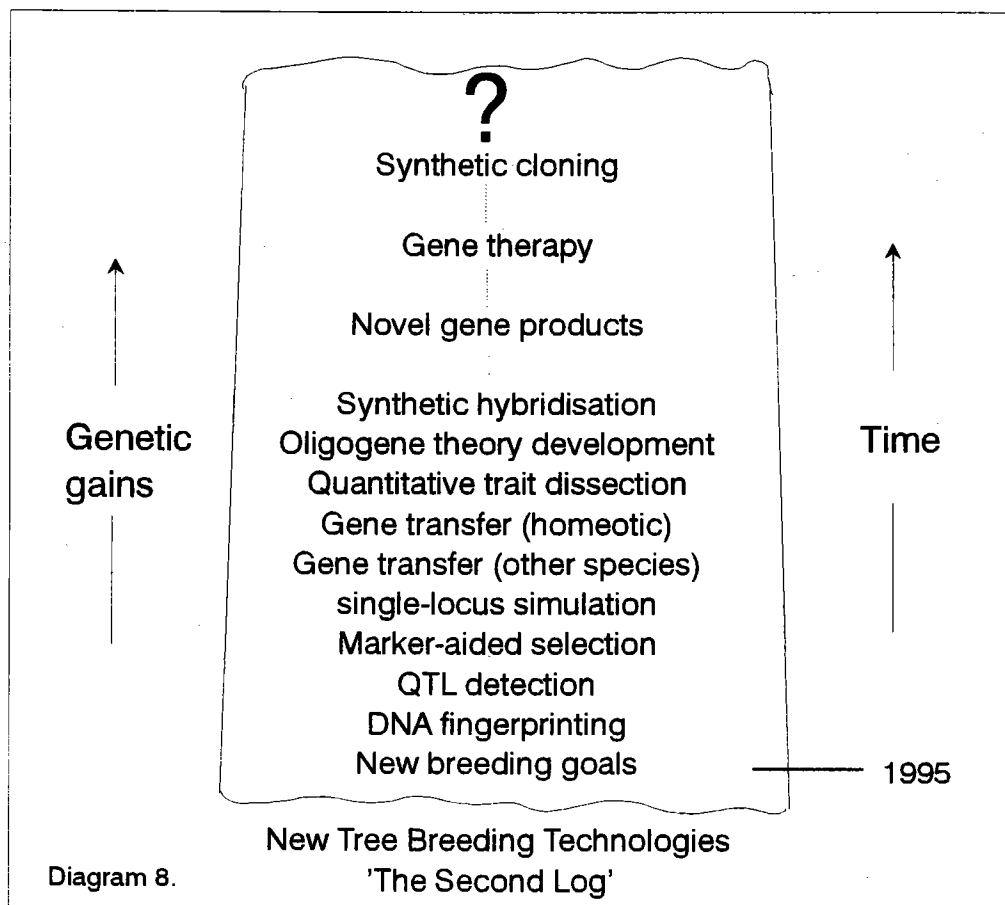 ?
Synthetic cloning
Gene therapy
Novel gene products
Synthetic hybridisation
Oligogene theory development
Quantitative trait dissection
Gene transfer (homeotic)
Gene transfer (other species)
single-locus simulation
Marker-aided selection
QTL detection
DNA fingerprinting
New breeding goals
Genetic
gains
Time
1995
New Tree Breeding Technologies
'The Second Log'
Diagram 8.